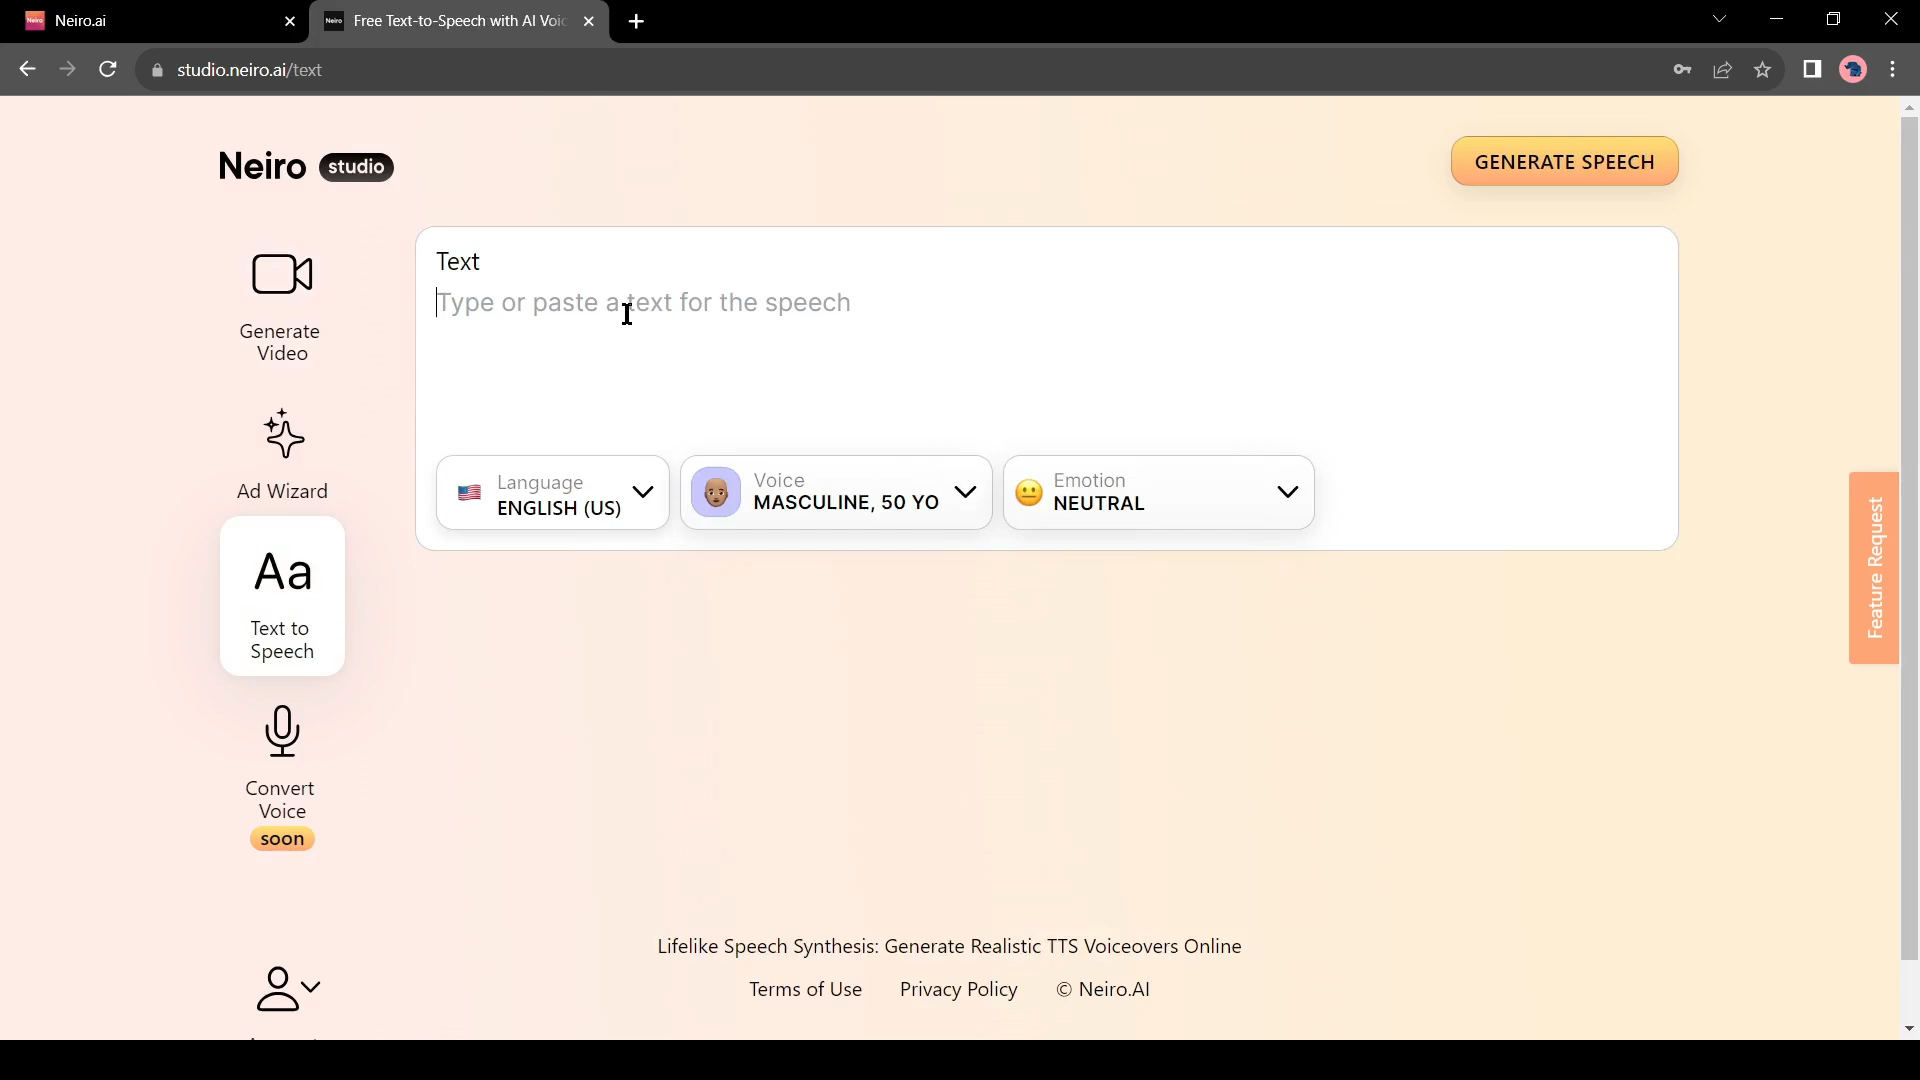 Neiro.ai
Free Text-to-Speech with AI Voic
studio.neiro.ai/text
Neiro studio
GENERATE SPEECH
Generate
Video
Ad Wizard
Aa
Text to
Speech
Convert
Voice
soon
Text
Type or paste a text for the speech
Language
ENGLISH (US)
Voice
MASCULINE, 50 YO
Emotion
NEUTRAL
Feature Request
Lifelike Speech Synthesis: Generate Realistic TTS Voiceovers Online
Terms of Use Privacy Policy © Neiro.AI